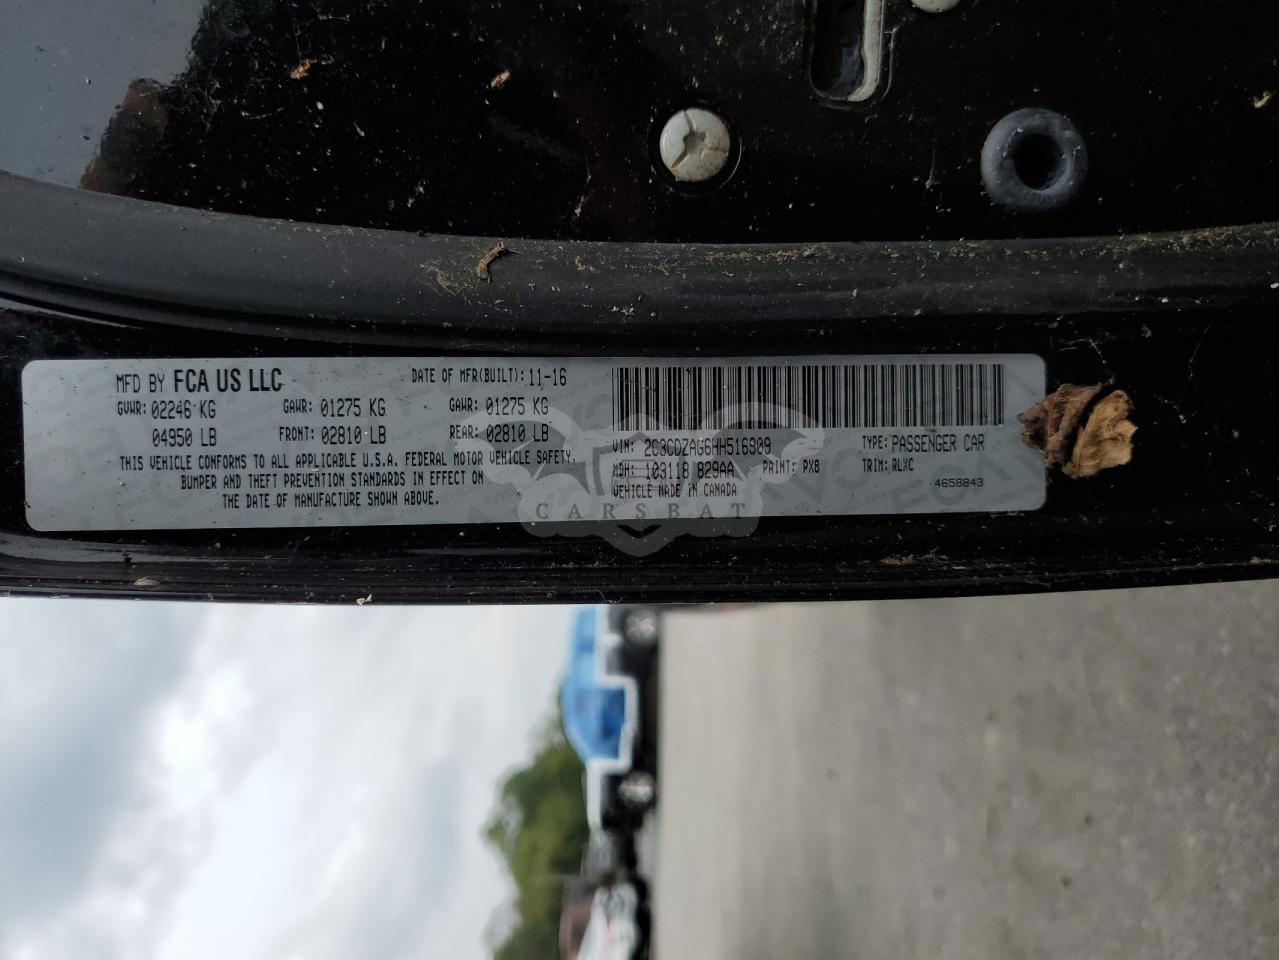 MFD BY FCA US LLC DATE OF MFR(BUILT): 11-16
GVWR: 02246 KG GAWR: 01275 KG GAWR: 01275 KG
04950 LB FRONT: 02810 LB REAR: 02810 LB
THIS VEHICLE CONFORMS TO ALL APPLICABLE U.S.A. FEDERAL MOTOR VEHICLE SAFETY,
BUMPER AND THEFT PREVENTION STANDARDS IN EFFECT ON
THE DATE OF MANUFACTURE SHOWN ABOVE.
VIN: 2C3CDZAG6HH516909 TYPE: PASSENGER CAR
MDH: 103118 829AA PAINT: PX8 TRIM: RLXC
VEHICLE MADE IN CANADA 4658843
CARSBAT